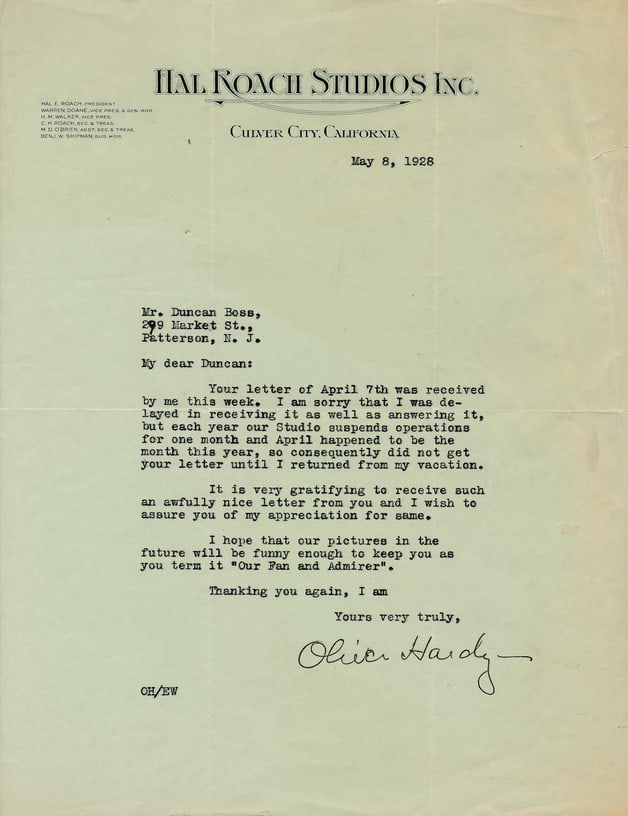 HAL ROACH STUDIOS INC.
HAL E. ROACH, PRESIDENT
WARREN DOANE, VICE PRES. & GEN. MGR.
H. M. WALKER, VICE PRES.
C. H. ROACH, SEC. & TREAS.
M. C. O'BRIEN, ASST. SEC. & TREAS.
BENJ. W. SHIPMAN, BUS. MGR.
CULVER CITY, CALIFORNIA
May 8, 1928
Mr. Duncan Boss,
299 Market St.,
Patterson, N. J.
My dear Duncan:
Your letter of April 7th was received
by me this week. I am sorry that I was de-
layed in receiving it as well as answering it,
but each year our Studio suspends operations
for one month and April happened to be the
month this year, so consequently did not get
your letter until I returned from my vacation.
It is very gratifying to receive such
an awfully nice letter from you and I wish to
assure you of my appreciation for same.
I hope that our pictures in the
future will be funny enough to keep you as
you term it "Our Fan and Admirer".
Thanking you again, I am
Yours very truly,
Oliver Hardy
OH/EW